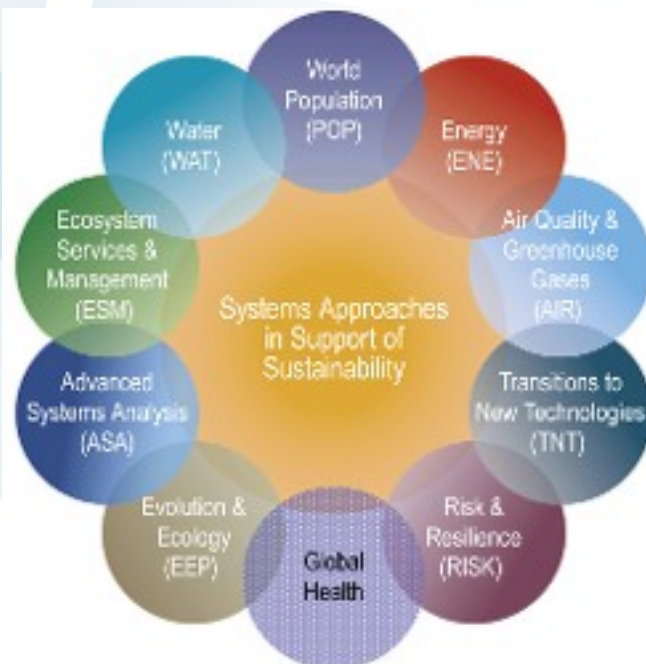 World
Population
(POP)
Energy
(ENE)
Air Quality &
Greenhouse
Gases
(AIR)
Transitions to
New Technologies
(TNT)
Risk &
Resilience
(RISK)
Global
Health
Evolution &
Ecology
(EEP)
Advanced
Systems Analysis
(ASA)
Ecosystem
Services &
Management
(ESM)
Water
(WAT)
Systems Approaches
in Support of
Sustainability